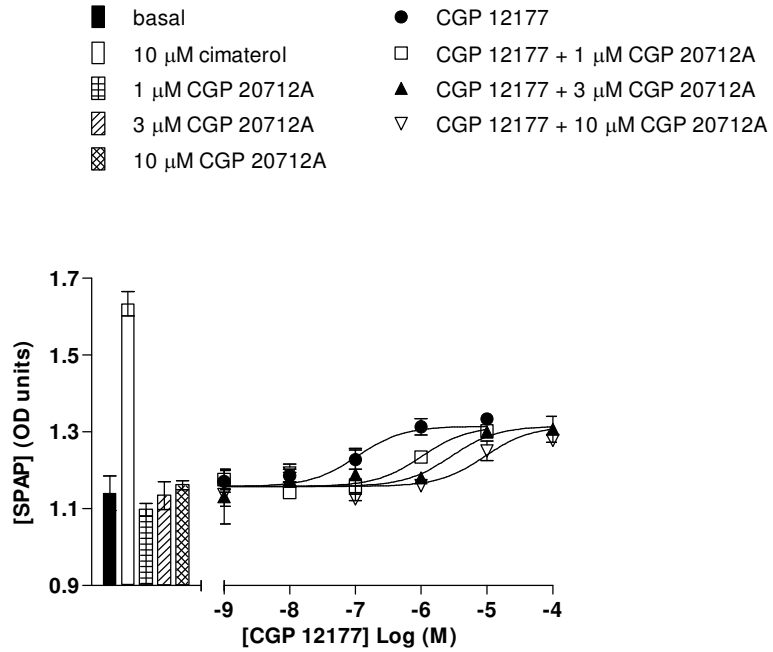 basal
10 μM cimaterol
1 μM CGP 20712A
3 μM CGP 20712A
10 μM CGP 20712A
CGP 12177
CGP 12177 + 1 μM CGP 20712A
CGP 12177 + 3 μM CGP 20712A
CGP 12177 + 10 μM CGP 20712A
[SPAP] (OD units)
1.7
1.5
1.3
1.1
0.9
-9 -8 -7 -6 -5 -4
[CGP 12177] Log (M)